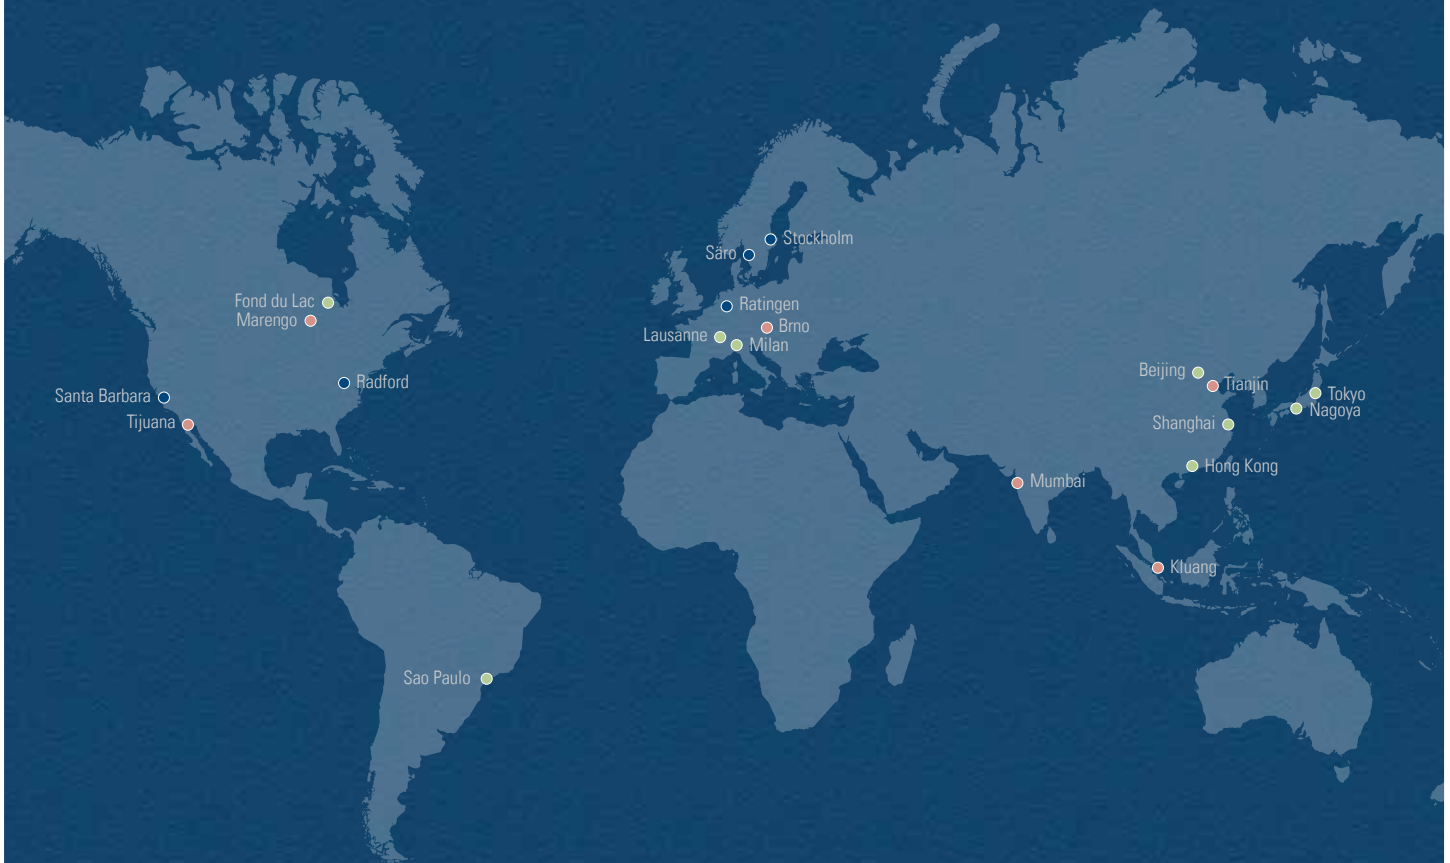 Stockholm
Säro
Fond du Lac
Ratingen
Marengo
Brno
Lausanne
Milan
Beijing
Radford
Tianjin
Santa Barbara
Tokyo
Nagoya
Tijuana
Shanghai
Hong Kong
Mumbai
Kluang
Sao Paulo